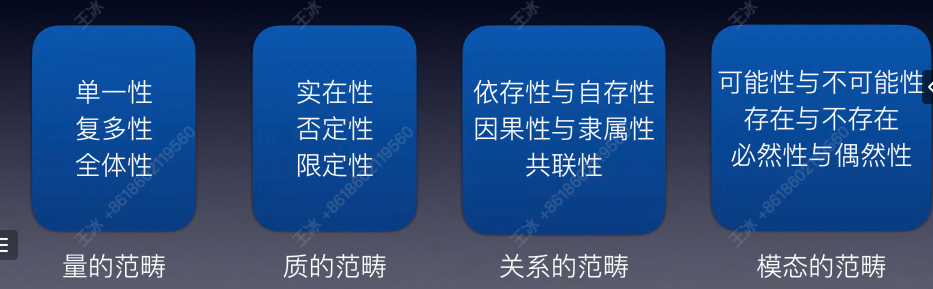 单一性
复多性
全体性
量的范畴
实在性
否定性
限定性
质的范畴
依存性与自存性
因果性与隶属性
共联性
关系的范畴
可能性与不可能性
存在与不存在
必然性与偶然性
模态的范畴